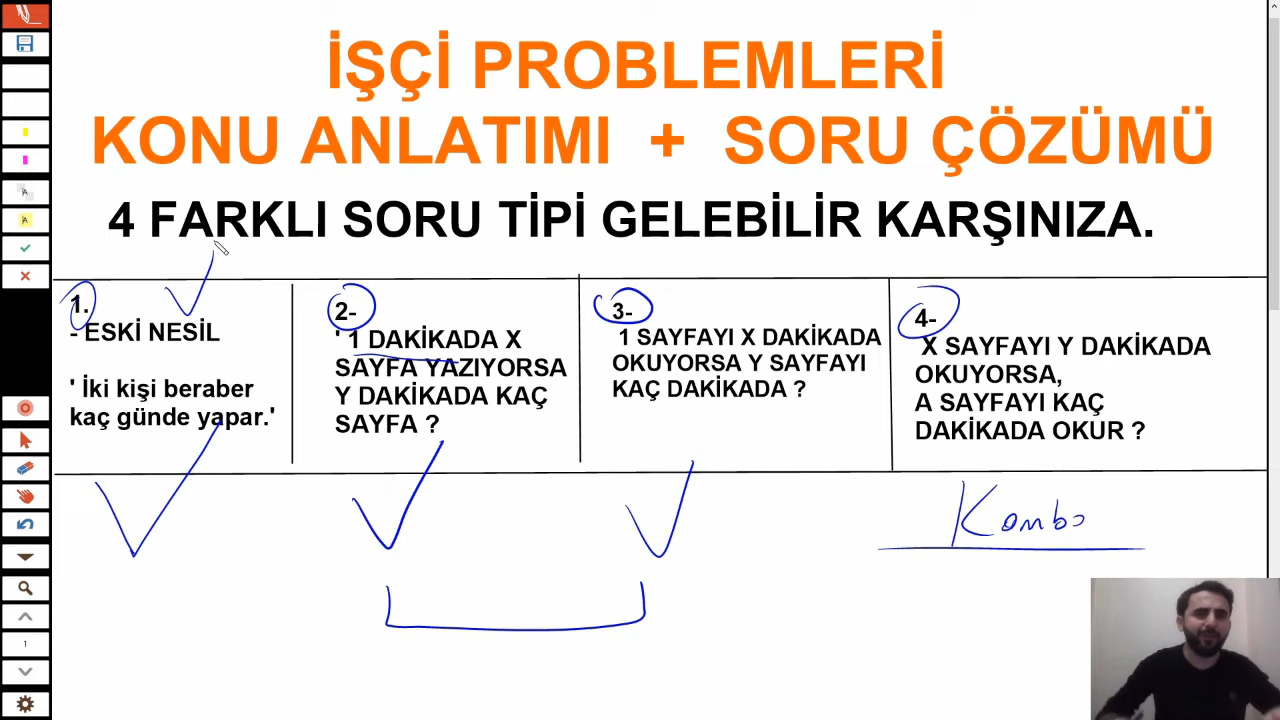 İŞÇİ PROBLEMLERİ
KONU ANLATIMI + SORU ÇÖZÜMÜ
4 FARKLI SORU TİPİ GELEBİLİR KARŞINIZA.
1.
- ESKİ NESİL
' İki kişi beraber
kaç günde yapar.'
2-
' 1 DAKİKADA X
SAYFA YAZIYORSA
Y DAKİKADA KAÇ
SAYFA ?
3-
1 SAYFAYI X DAKİKADA
OKUYORSA Y SAYFAYI
KAÇ DAKİKADA ?
4-
X SAYFAYI Y DAKİKADA
OKUYORSA,
A SAYFAYI KAÇ
DAKİKADA OKUR ?
Kombo
1